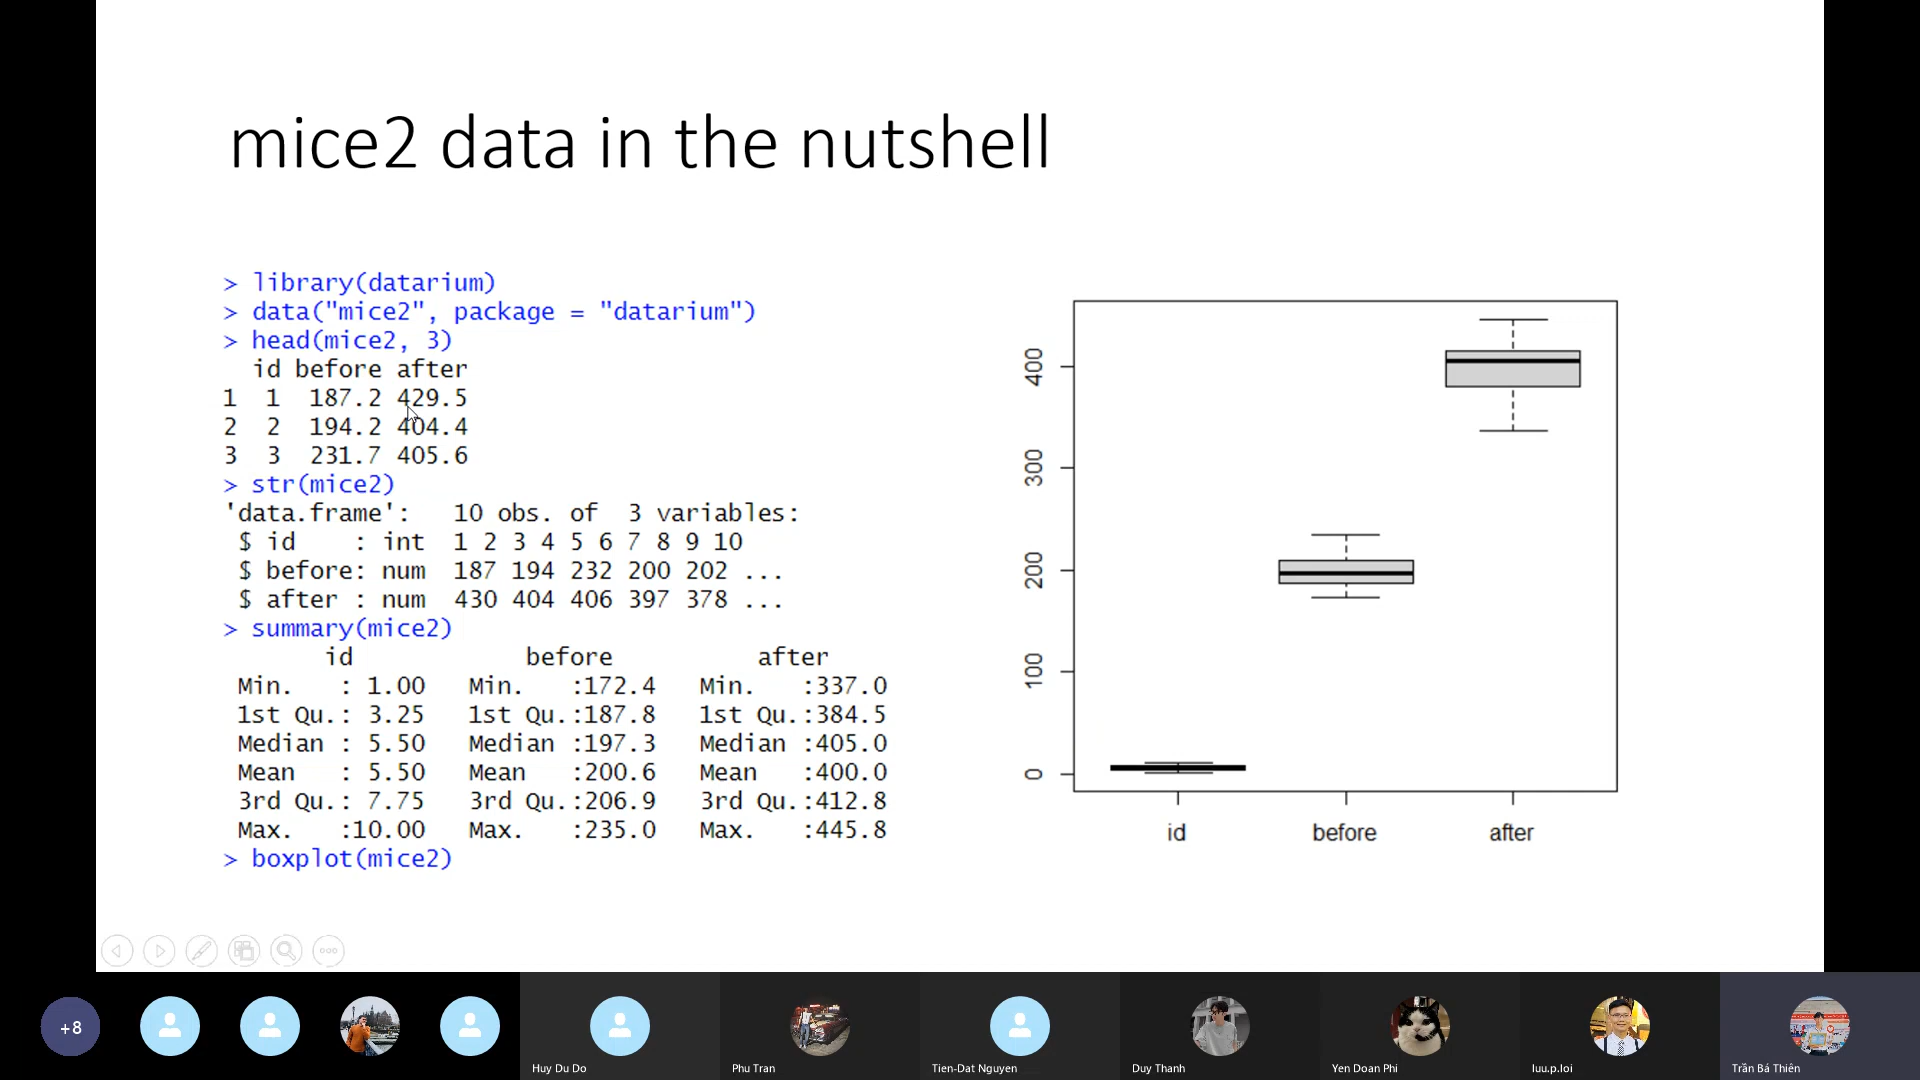 mice2 data in the nutshell
> library(datarium)
> data("mice2", package = "datarium")
> head(mice2, 3)
id before after
1 1 187.2 429.5
2 2 194.2 404.4
3 3 231.7 405.6
> str(mice2)
'data.frame': 10 obs. of 3 variables:
$ id : int 1 2 3 4 5 6 7 8 9 10
$ before: num 187 194 232 200 202 ...
$ after : num 430 404 406 397 378 ...
> summary(mice2)
id before after
Min. : 1.00 Min. :172.4 Min. :337.0
1st Qu.: 3.25 1st Qu.:187.8 1st Qu.:384.5
Median : 5.50 Median :197.3 Median :405.0
Mean : 5.50 Mean :200.6 Mean :400.0
3rd Qu.: 7.75 3rd Qu.:206.9 3rd Qu.:412.8
Max. :10.00 Max. :235.0 Max. :445.8
> boxplot(mice2)
400
300
200
100
0
id before after
+8
Huy Du Do
Phu Tran
Tien-Dat Nguyen
Duy Thanh
Yen Doan Phi
luu.p.loi
Trần Bá Thiên